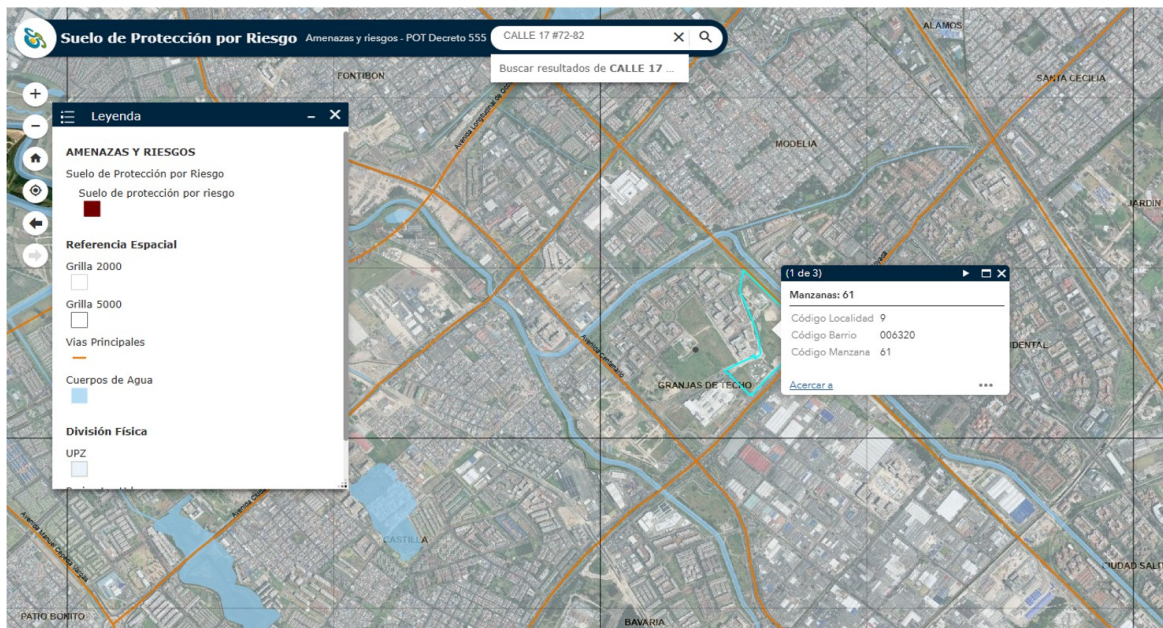 Suelo de Protección por Riesgo Amenazas y riesgos - POT Decreto 555 CALLE 17 #72-82
Buscar resultados de CALLE 17 ...
ALAMOS
FONTIBON
SANTA CECILIA
Leyenda
AMENAZAS Y RIESGOS
Suelo de Protección por Riesgo
Suelo de protección por riesgo
Referencia Espacial
Grilla 2000
Grilla 5000
Vias Principales
Cuerpos de Agua
División Física
UPZ
MODELIA
JARDIN
(1 de 3)
Manzanas: 61
Código Localidad 9
Código Barrio 006320
Código Manzana 61
Acercar a
IDENTAL
Avenida Centenario
GRANJAS DE TECHO
CASTILLA
CIUDAD SALIT
PATIO BONITO
BAVARIA